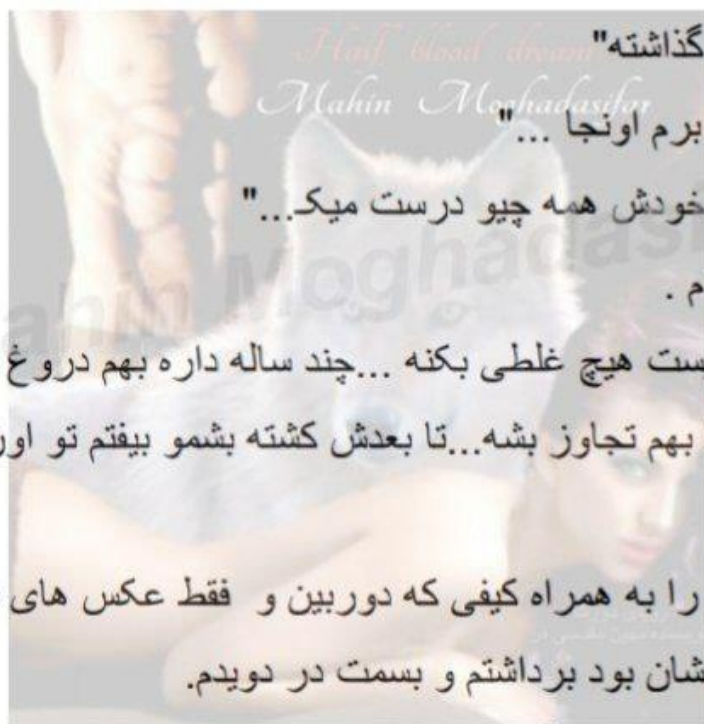 Half blood dream
Mahin Moghadasifar
گذاشته"
برم اونجا ..."
خودش همه چیو درست میکـ..."
م .
ست هیچ غلطی بکنه ...چند ساله داره بهم دروغ
بهم تجاوز بشه...تا بعدش کشته بشمو بیفتم تو اور
را به همراه کیفی که دوربین و فقط عکس های
شان بود برداشتم و بسمت در دویدم.